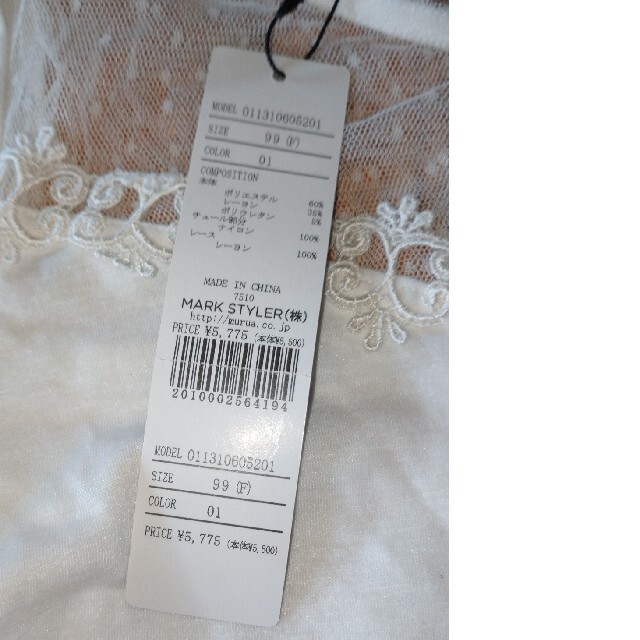 MODEL 011310605201
SIZE 99(F)
COLOR 01
COMPOSITION
本体
ポリエステル 60%
レーヨン 35%
ポリウレタン 5%
チュール部分
ナイロン 100%
レース
レーヨン 100%
MADE IN CHINA
7510
MARK STYLER(株)
http://murua.co.jp
PRICE ¥5,775 (本体¥5,500)
2010002564194
MODEL 011310605201
SIZE 99(F)
COLOR 01
PRICE ¥5,775 (本体¥5,500)